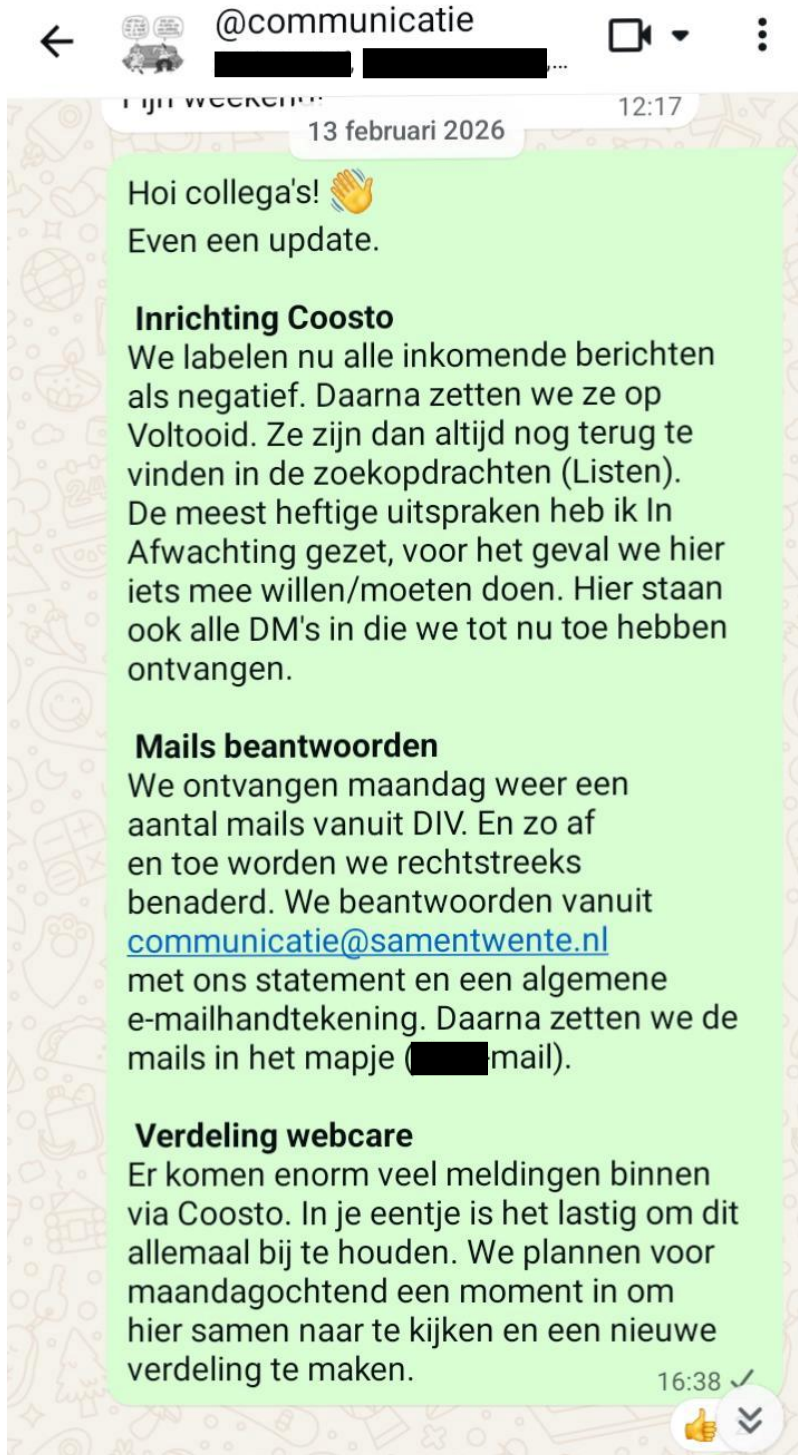 @communicatie
,
,...
12:17
13 februari 2026
Hoi collega's! 👋
Even een update.
Inrichting Coosto
We labelen nu alle inkomende berichten
als negatief. Daarna zetten we ze op
Voltooid. Ze zijn dan altijd nog terug te
vinden in de zoekopdrachten (Listen).
De meest heftige uitspraken heb ik In
Afwachting gezet, voor het geval we hier
iets mee willen/moeten doen. Hier staan
ook alle DM's in die we tot nu toe hebben
ontvangen.
Mails beantwoorden
We ontvangen maandag weer een
aantal mails vanuit DIV. En zo af
en toe worden we rechtstreeks
benaderd. We beantwoorden vanuit
communicatie@samentwente.nl
met ons statement en een algemene
e-mailhandtekening. Daarna zetten we de
mails in het mapje (mail).
Verdeling webcare
Er komen enorm veel meldingen binnen
via Coosto. In je eentje is het lastig om dit
allemaal bij te houden. We plannen voor
maandagochtend een moment in om
hier samen naar te kijken en een nieuwe
verdeling te maken.
16:38